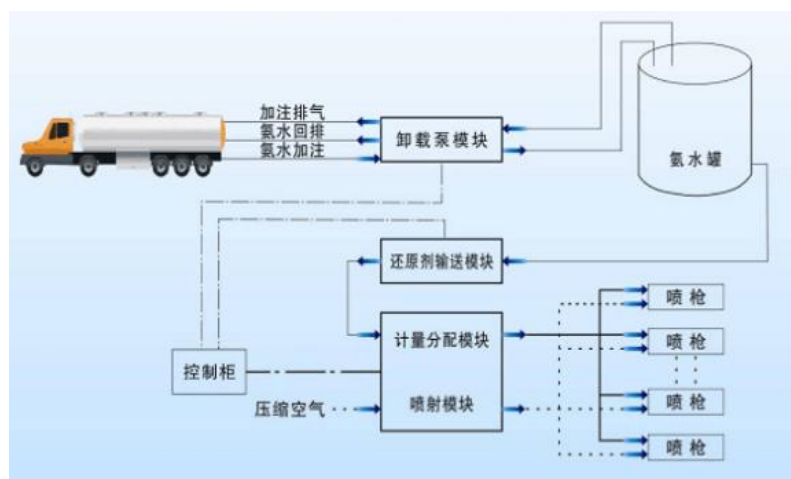 加注排气
氨水回排
氨水加注
卸载泵模块
氨水罐
还原剂输送模块
喷枪
计量分配模块
喷枪
控制柜
压缩空气
喷射模块
喷枪
喷枪